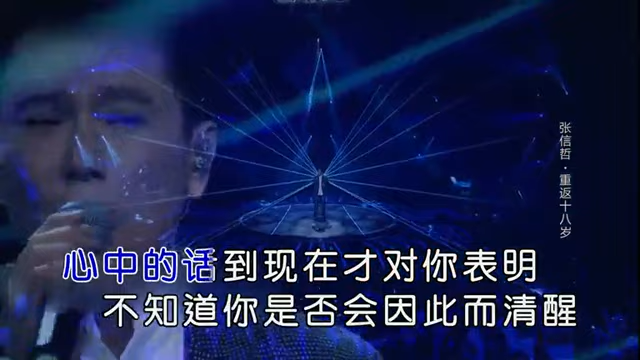 张信哲·重返十八岁
心中的话到现在才对你表明
不知道你是否会因此而清醒